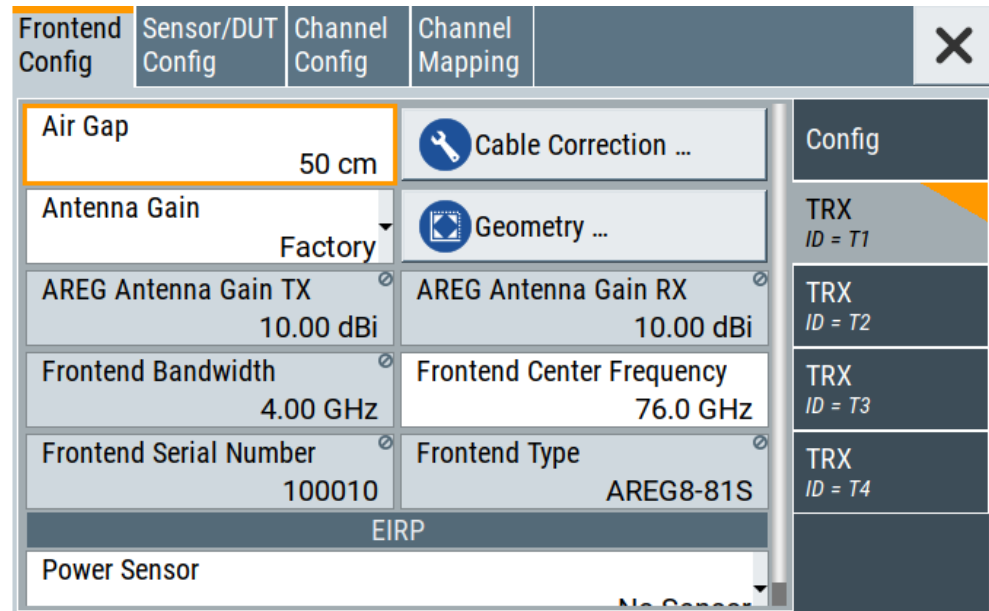 Frontend Config
Sensor/DUT Config
Channel Config
Channel Mapping
Air Gap
50 cm
Cable Correction ...
Antenna Gain
Factory
Geometry ...
AREG Antenna Gain TX
10.00 dBi
AREG Antenna Gain RX
10.00 dBi
Frontend Bandwidth
4.00 GHz
Frontend Center Frequency
76.0 GHz
Frontend Serial Number
100010
Frontend Type
AREG8-81S
EIRP
Power Sensor
No Sensor
Config
TRX
ID = T1
TRX
ID = T2
TRX
ID = T3
TRX
ID = T4